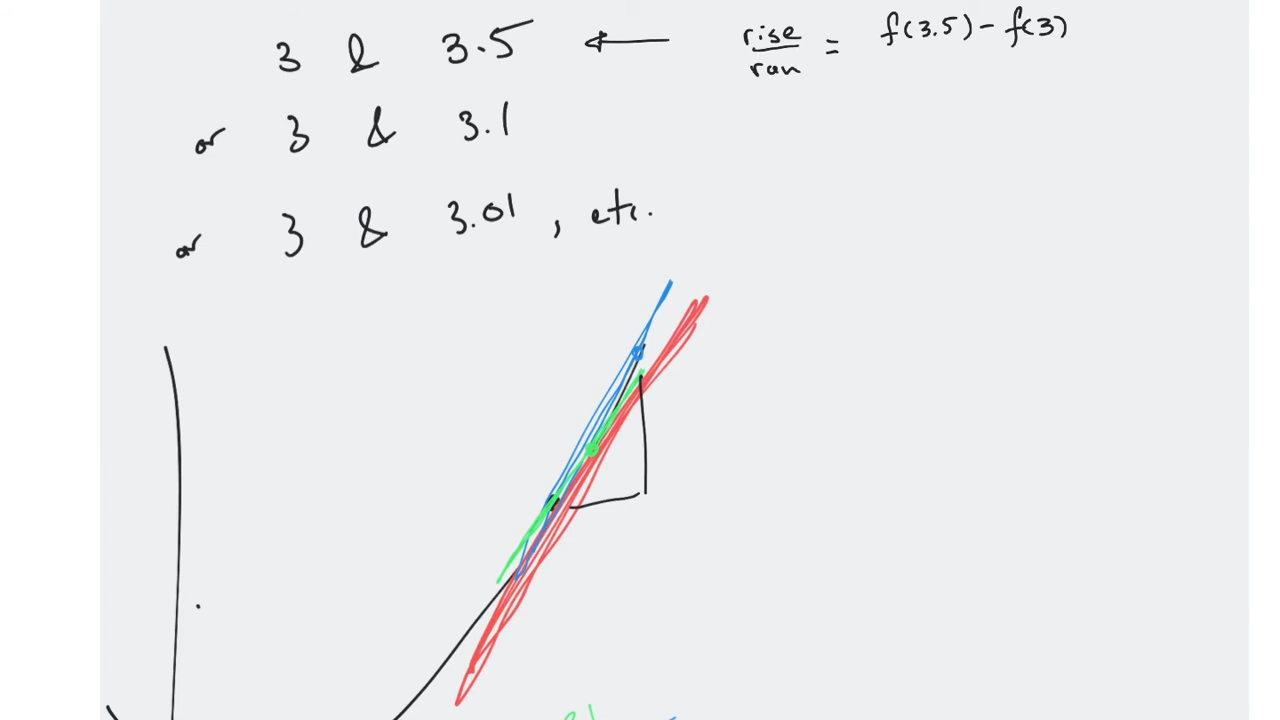 3 & 3.5 ← rise/run = f(3.5) - f(3)
or 3 & 3.1
or 3 & 3.01 , etc.